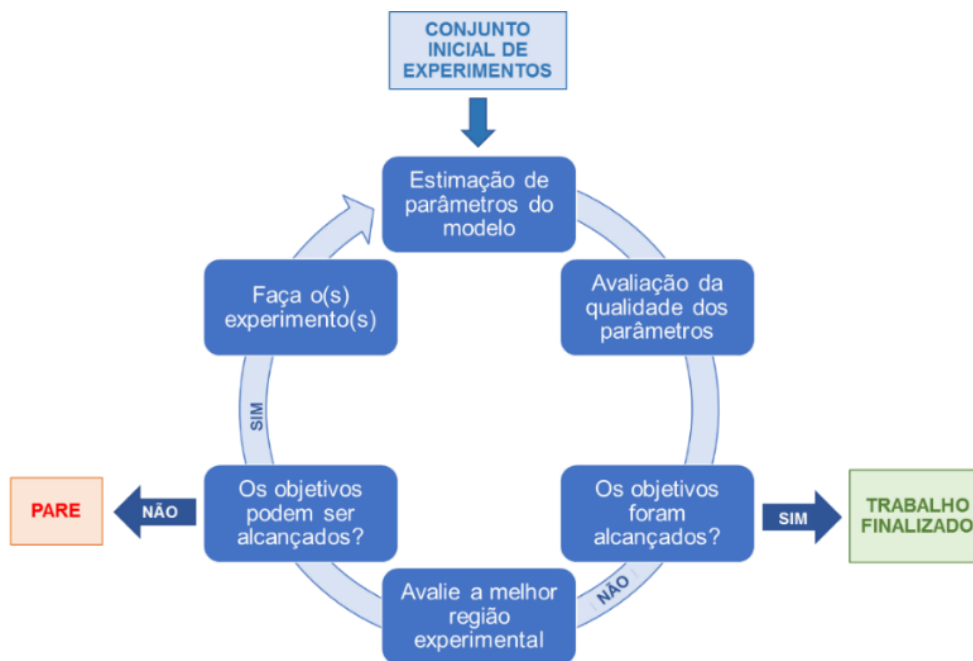 CONJUNTO
INICIAL DE
EXPERIMENTOS
Estimação de
parâmetros do
modelo
Avaliação da
qualidade dos
parâmetros
Os objetivos
foram
alcançados?
SIM
TRABALHO
FINALIZADO
NÃO
Avalie a melhor
região
experimental
Os objetivos
podem ser
alcançados?
NÃO
PARE
SIM
Faça o(s)
experimento(s)